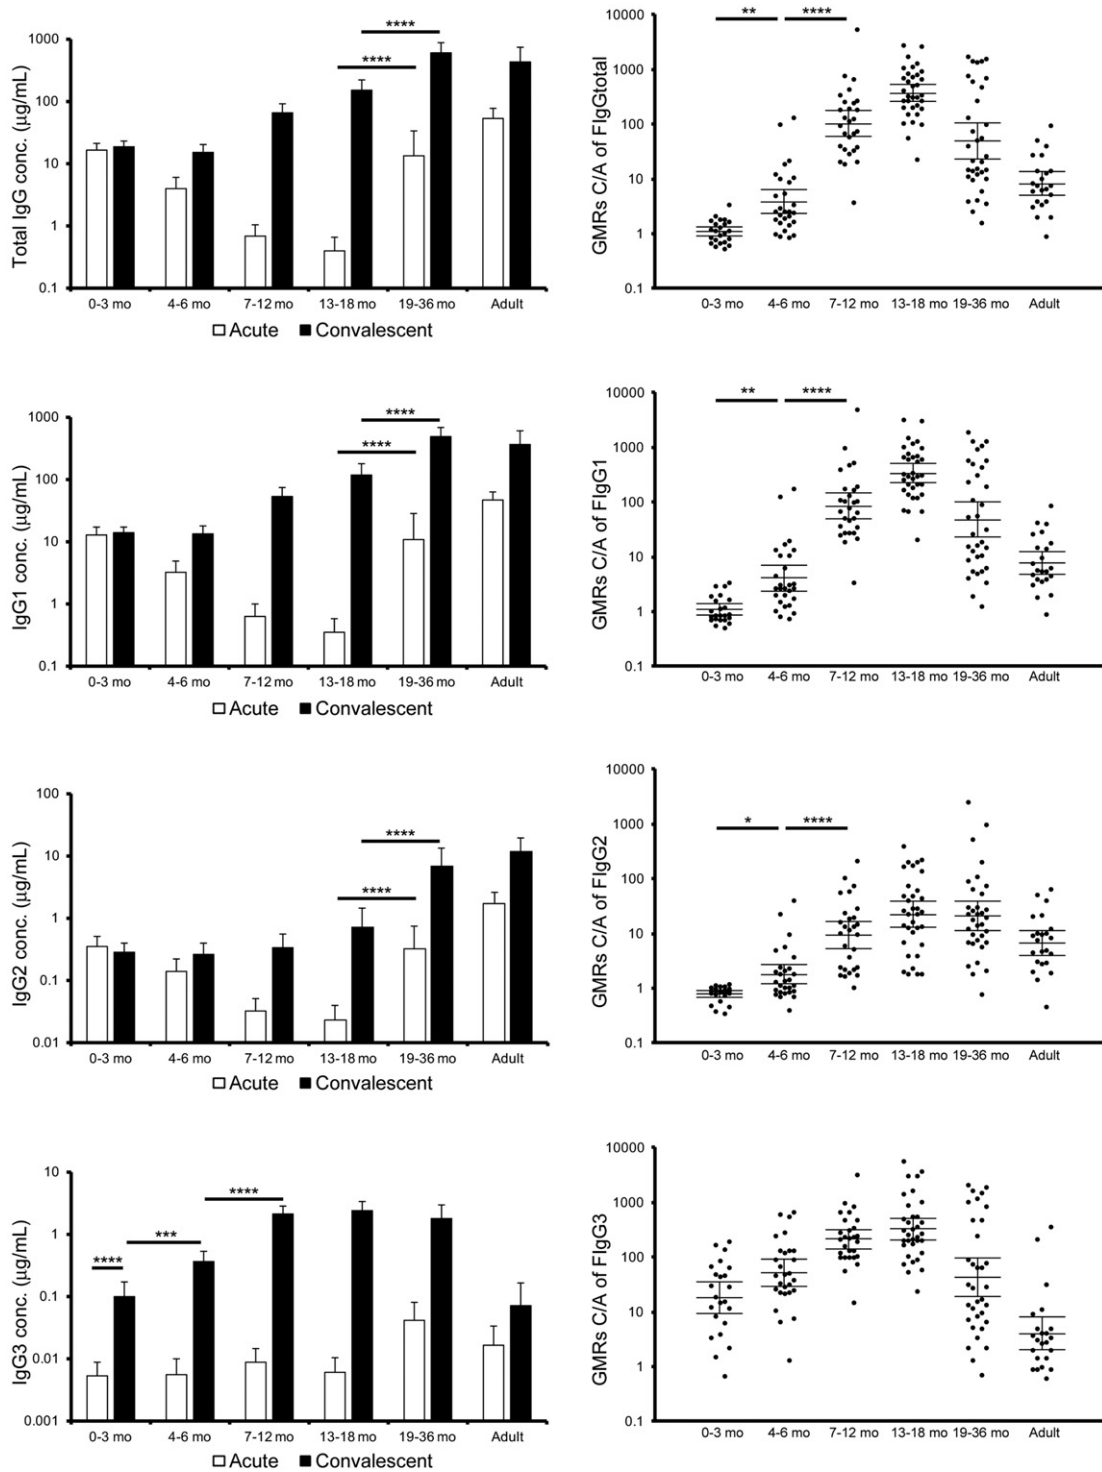 **** ****
1000
100
10
1
0.1
Total IgG conc. (µg/mL)
0-3 mo 4-6 mo 7-12 mo 13-18 mo 19-36 mo Adult
Acute Convalescent
** ****
10000
1000
100
10
1
0.1
GMRs C/A of FIgGtotal
0-3 mo 4-6 mo 7-12 mo 13-18 mo 19-36 mo Adult
**** ****
1000
100
10
1
0.1
IgG1 conc. (µg/mL)
0-3 mo 4-6 mo 7-12 mo 13-18 mo 19-36 mo Adult
Acute Convalescent
** ****
10000
1000
100
10
1
0.1
GMRs C/A of FIgG1
0-3 mo 4-6 mo 7-12 mo 13-18 mo 19-36 mo Adult
**** ****
100
10
1
0.1
0.01
IgG2 conc. (µg/mL)
0-3 mo 4-6 mo 7-12 mo 13-18 mo 19-36 mo Adult
Acute Convalescent
* ****
10000
1000
100
10
1
0.1
GMRs C/A of FIgG2
0-3 mo 4-6 mo 7-12 mo 13-18 mo 19-36 mo Adult
**** *** ****
10
1
0.1
0.01
0.001
IgG3 conc. (µg/mL)
0-3 mo 4-6 mo 7-12 mo 13-18 mo 19-36 mo Adult
Acute Convalescent
10000
1000
100
10
1
0.1
GMRs C/A of FIgG3
0-3 mo 4-6 mo 7-12 mo 13-18 mo 19-36 mo Adult